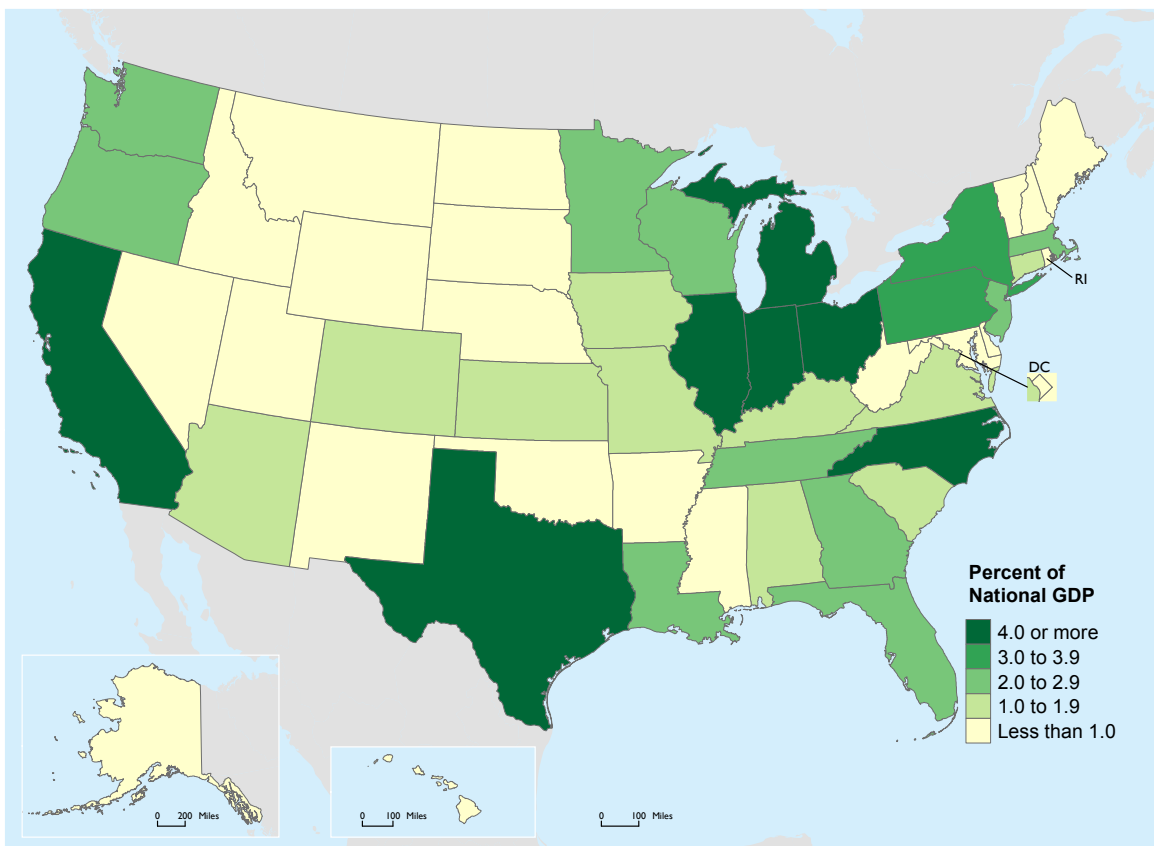 RI
DC
Percent of
National GDP
4.0 or more
3.0 to 3.9
2.0 to 2.9
1.0 to 1.9
Less than 1.0
0 200 Miles
0 100 Miles
0 100 Miles